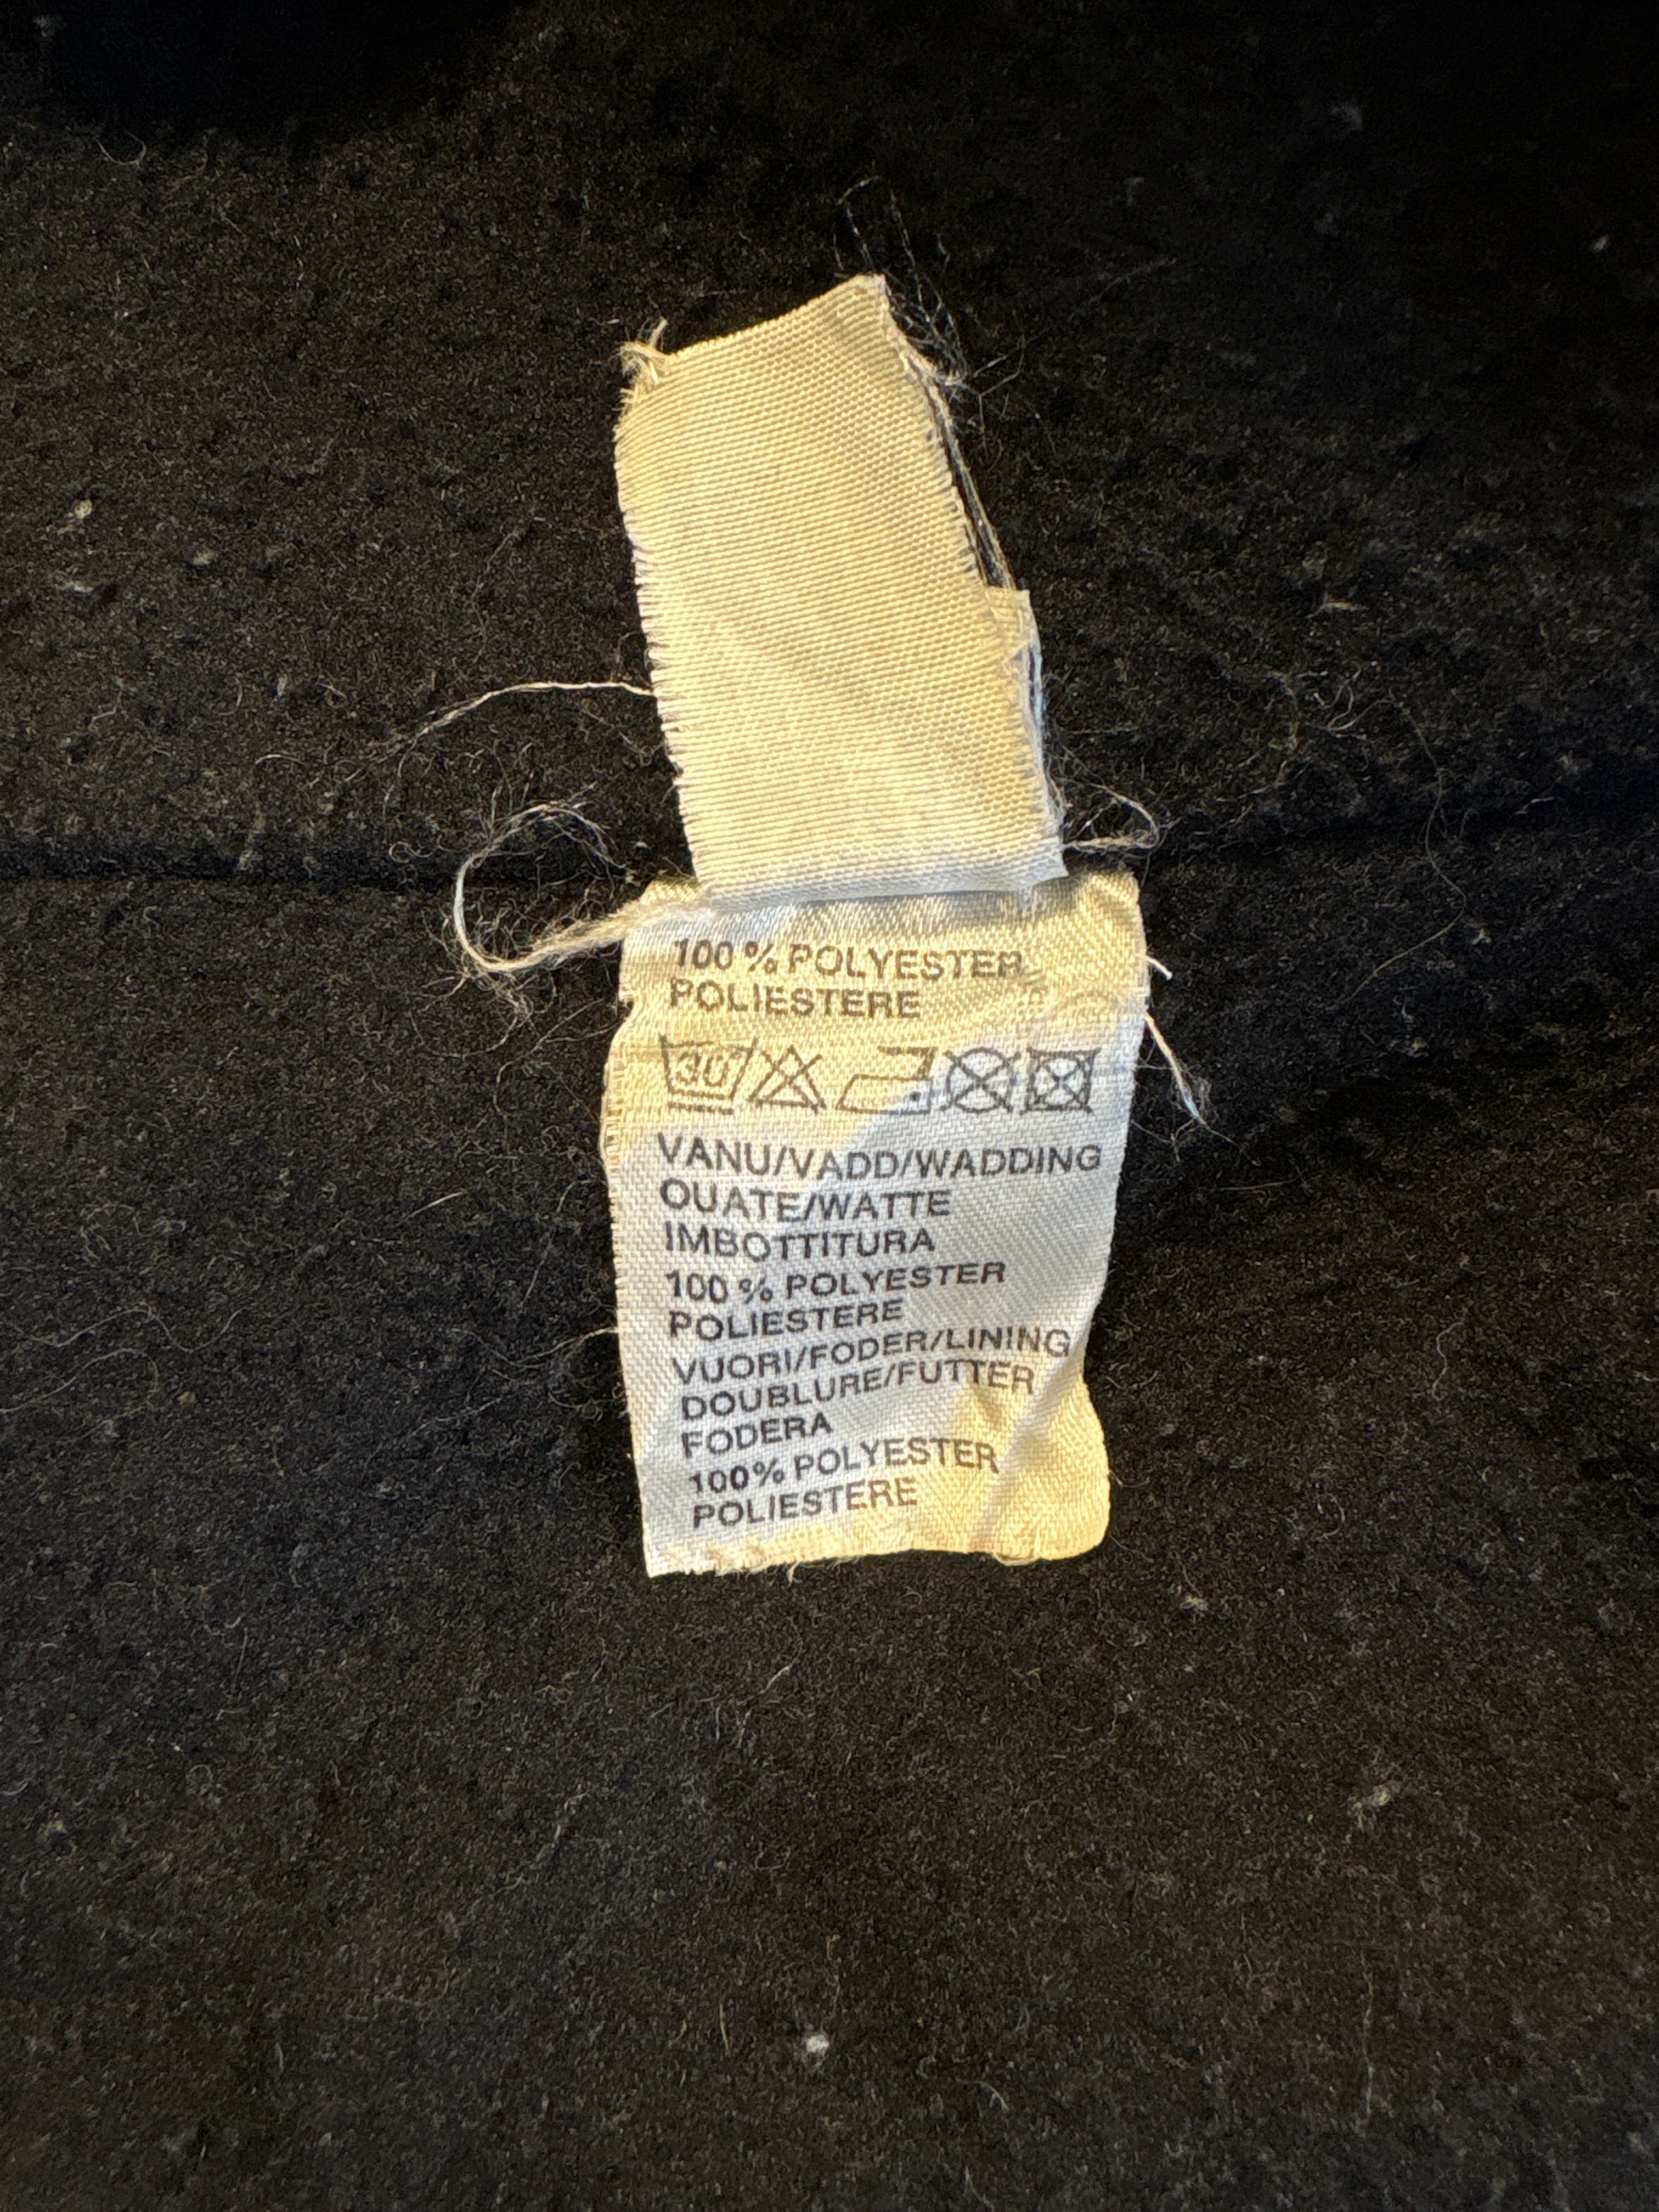 100 % POLYESTER
POLIESTERE
30°
VANU/VADD/WADDING
OUATE/WATTE
IMBOTTITURA
100 % POLYESTER
POLIESTERE
VUORI/FODER/LINING
DOUBLURE/FUTTER
FODERA
100% POLYESTER
POLIESTERE